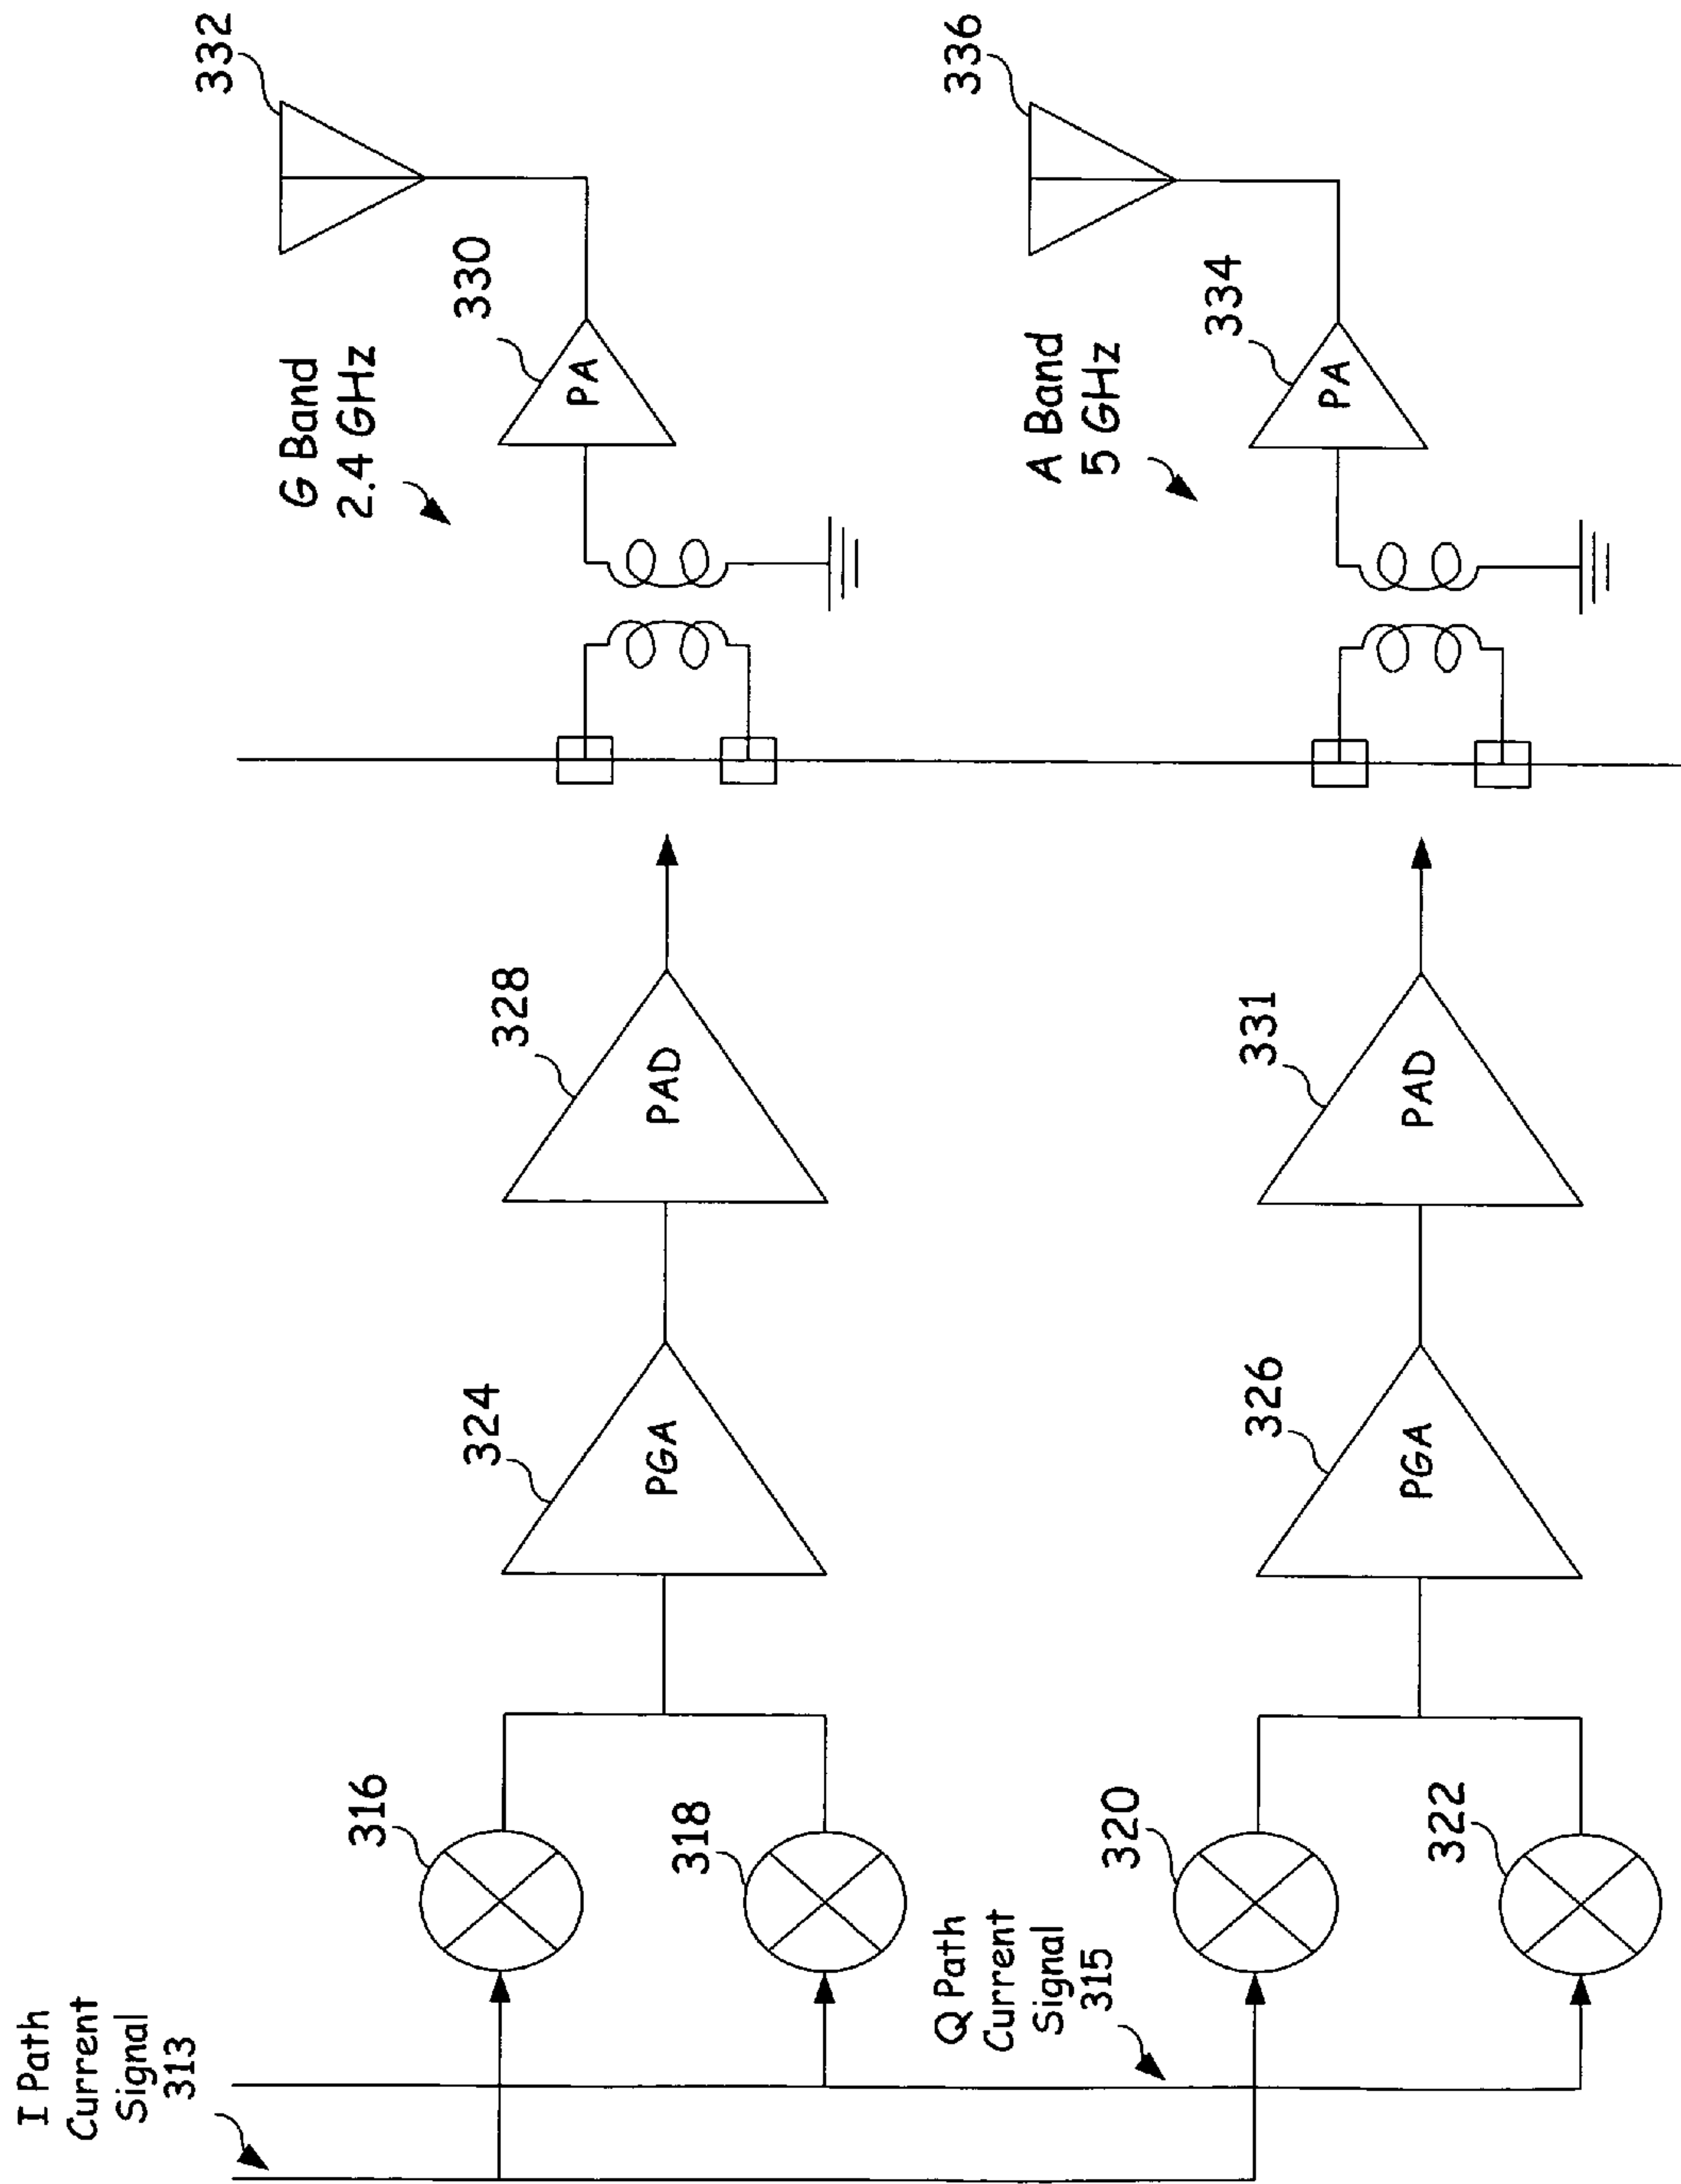 I Path
Current
Signal
313
316
318
Q Path
Current
Signal
315
320
322
324
PGA
326
PGA
328
PAD
331
PAD
G Band
2.4 GHz
330
PA
332
A Band
5 GHz
334
PA
336